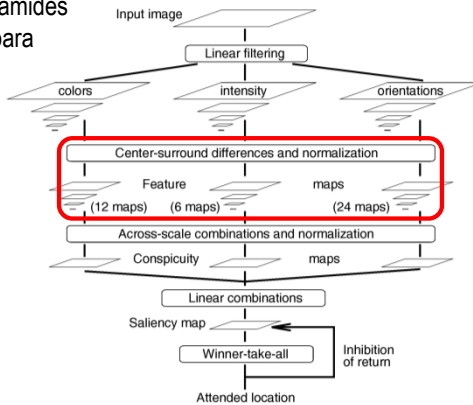 amides
para
Input image
Linear filtering
colors intensity orientations
Center-surround differences and normalization
Feature maps
(12 maps) (6 maps) (24 maps)
Across-scale combinations and normalization
Conspicuity maps
Linear combinations
Saliency map
Winner-take-all
Inhibition
of return
Attended location